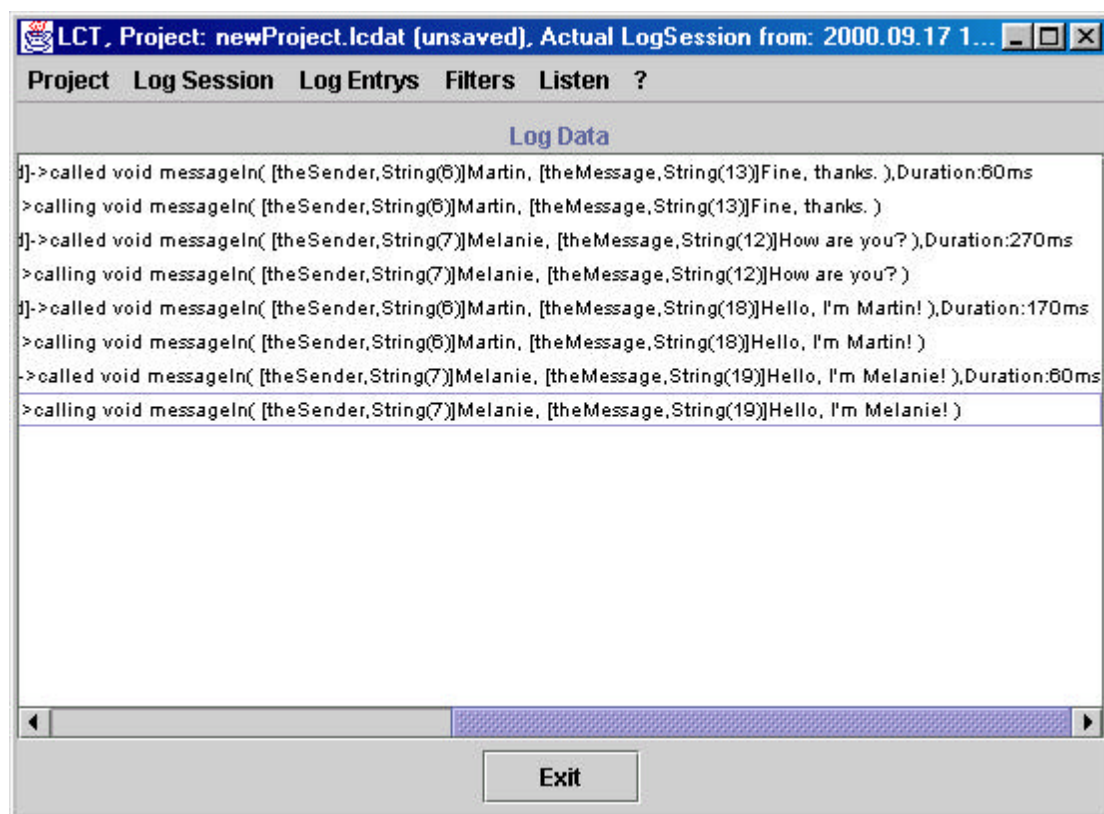 LCT, Project: newProject.lcdat (unsaved), Actual LogSession from: 2000.09.17 1...
Project Log Session Log Entrys Filters Listen ?
Log Data
d]->called void messageIn( [theSender,String(6)]Martin, [theMessage,String(13)]Fine, thanks. ),Duration:60ms
>calling void messageIn( [theSender,String(6)]Martin, [theMessage,String(13)]Fine, thanks. )
d]->called void messageIn( [theSender,String(7)]Melanie, [theMessage,String(12)]How are you? ),Duration:270ms
>calling void messageIn( [theSender,String(7)]Melanie, [theMessage,String(12)]How are you? )
d]->called void messageIn( [theSender,String(6)]Martin, [theMessage,String(18)]Hello, I'm Martin! ),Duration:170ms
>calling void messageIn( [theSender,String(6)]Martin, [theMessage,String(18)]Hello, I'm Martin! )
->called void messageIn( [theSender,String(7)]Melanie, [theMessage,String(19)]Hello, I'm Melanie! ),Duration:60ms
>calling void messageIn( [theSender,String(7)]Melanie, [theMessage,String(19)]Hello, I'm Melanie! )
Exit